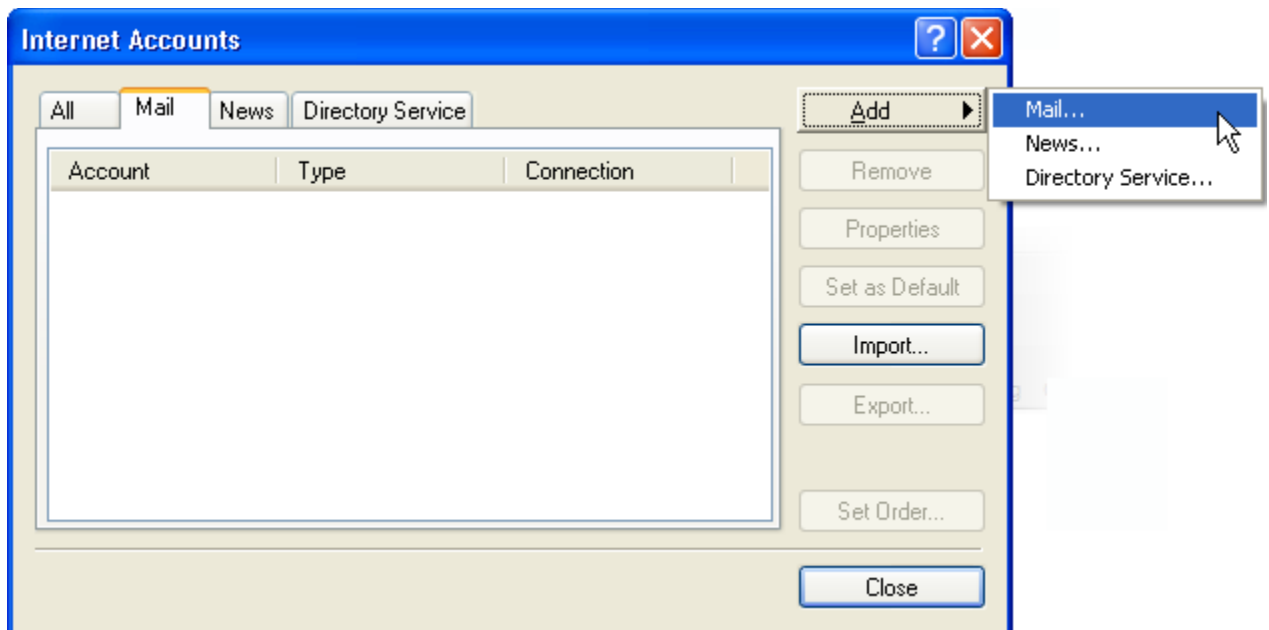 Internet Accounts
All Mail News Directory Service
Add
Mail...
News...
Directory Service...
Account Type Connection
Remove
Properties
Set as Default
Import...
Export...
Set Order...
Close